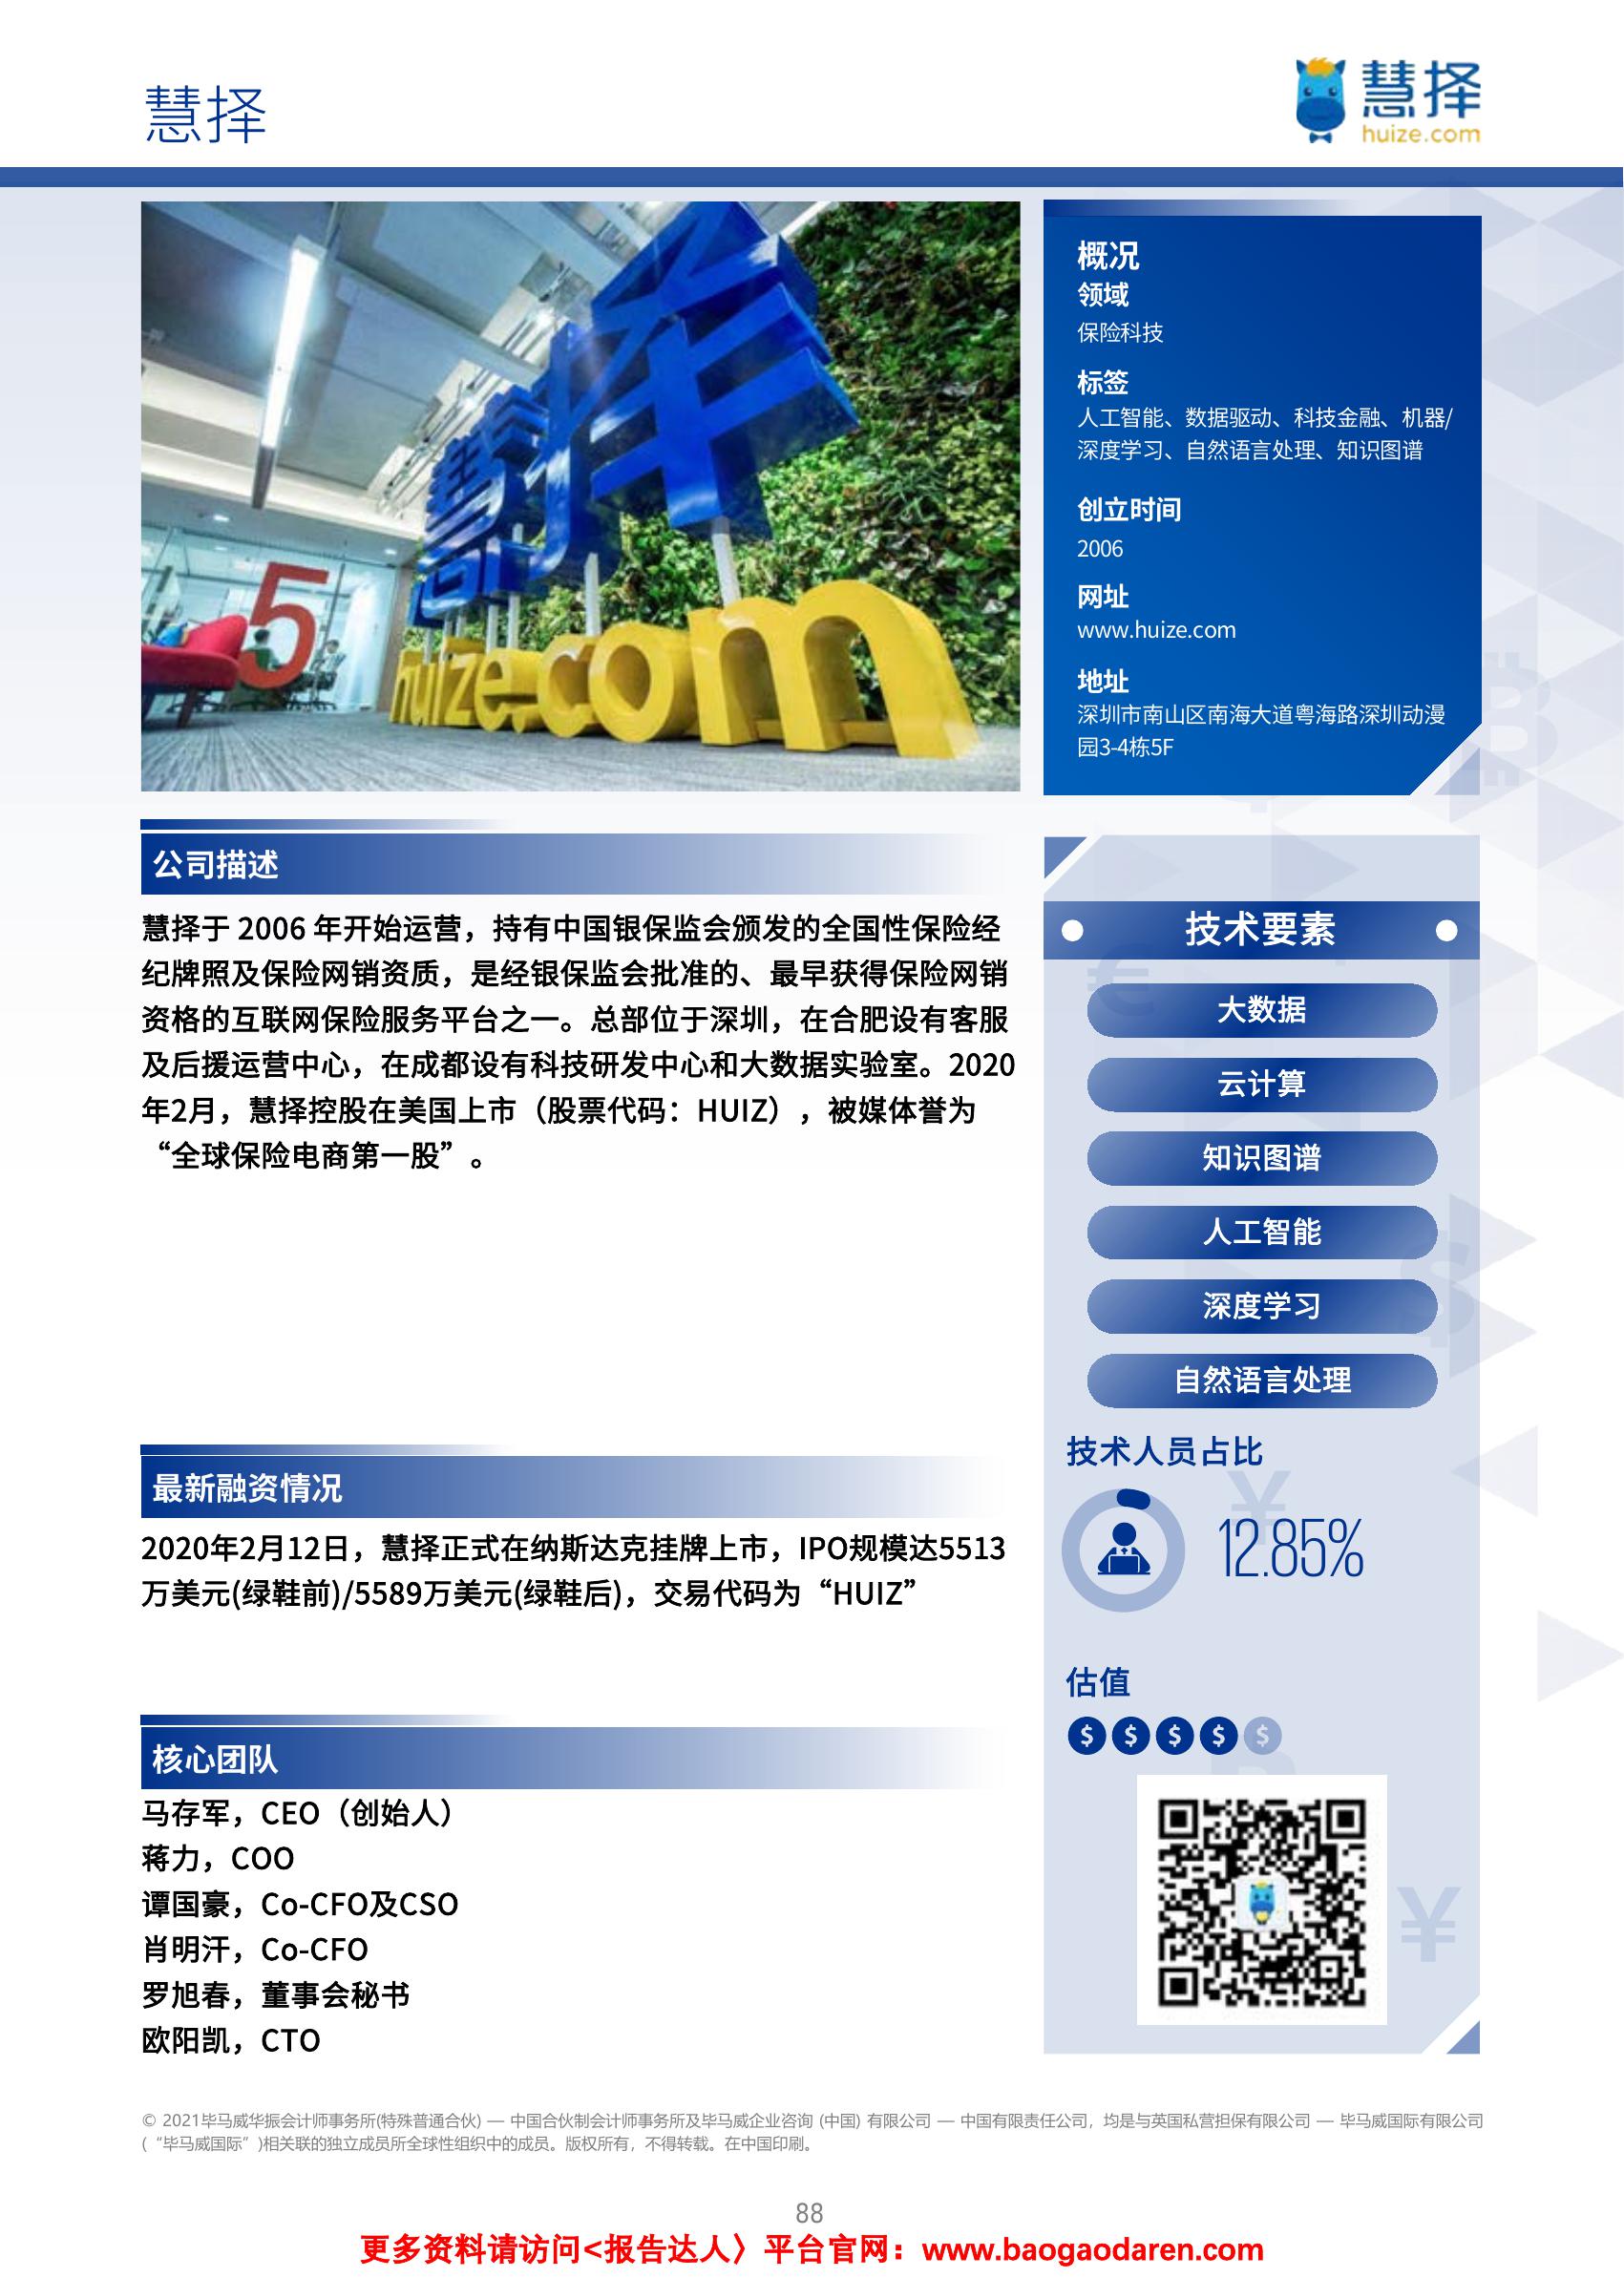 慧择
慧择
huize.com
5
慧择
huize.com
概况
领域
保险科技
标签
人工智能、数据驱动、科技金融、机器/
深度学习、自然语言处理、知识图谱
创立时间
2006
网址
www.huize.com
地址
深圳市南山区南海大道粤海路深圳动漫
园3-4栋5F
公司描述
慧择于 2006 年开始运营，持有中国银保监会颁发的全国性保险经
纪牌照及保险网销资质，是经银保监会批准的、最早获得保险网销
资格的互联网保险服务平台之一。总部位于深圳，在合肥设有客服
及后援运营中心，在成都设有科技研发中心和大数据实验室。2020
年2月，慧择控股在美国上市（股票代码：HUIZ），被媒体誉为
“全球保险电商第一股”。
最新融资情况
2020年2月12日，慧择正式在纳斯达克挂牌上市，IPO规模达5513
万美元(绿鞋前)/5589万美元(绿鞋后)，交易代码为“HUIZ”
核心团队
马存军，CEO（创始人）
蒋力，COO
谭国豪，Co-CFO及CSO
肖明汗，Co-CFO
罗旭春，董事会秘书
欧阳凯，CTO
技术要素
大数据
云计算
知识图谱
人工智能
深度学习
自然语言处理
技术人员占比
12.85%
估值
$ $ $ $ $
© 2021毕马威华振会计师事务所(特殊普通合伙) — 中国合伙制会计师事务所及毕马威企业咨询 (中国) 有限公司 — 中国有限责任公司，均是与英国私营担保有限公司 — 毕马威国际有限公司
(“毕马威国际”)相关联的独立成员所全球性组织中的成员。版权所有，不得转载。在中国印刷。
88
更多资料请访问<报告达人〉平台官网：www.baogaodaren.com